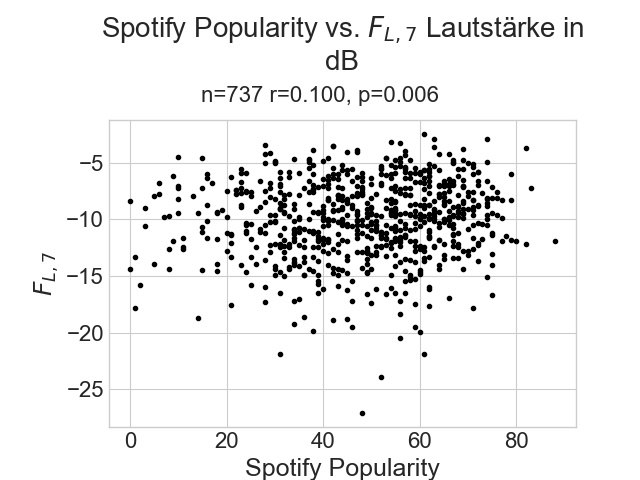 Spotify Popularity vs. F_{L, 7} Lautstärke in
dB
n=737 r=0.100, p=0.006
−5
−10
−15
−20
−25
F_{L, 7}
0 20 40 60 80
Spotify Popularity